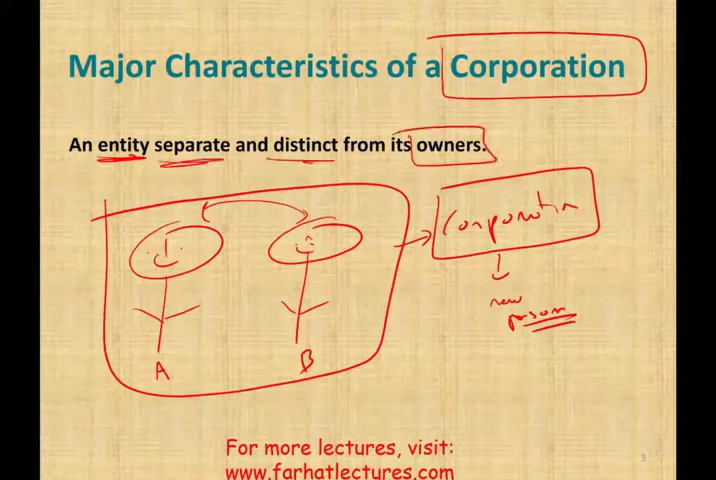 Major Characteristics of a Corporation
An entity separate and distinct from its owners.
Corporation
new
person
A
B
For more lectures, visit:
www.farhatlectures.com
3